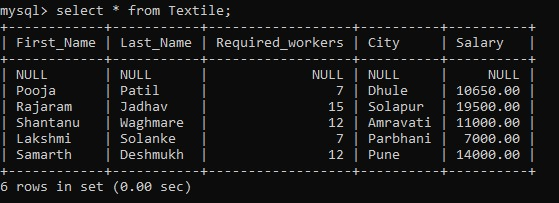 mysql> select * from Textile;
+------------+-----------+------------------+----------+----------+
| First_Name | Last_Name | Required_workers | City     | Salary   |
+------------+-----------+------------------+----------+----------+
| NULL       | NULL      |             NULL | NULL     |     NULL |
| Pooja      | Patil     |                7 | Dhule    | 10650.00 |
| Rajaram    | Jadhav    |               15 | Solapur  | 19500.00 |
| Shantanu   | Waghmare  |               12 | Amravati | 11000.00 |
| Lakshmi    | Solanke   |                7 | Parbhani |  7000.00 |
| Samarth    | Deshmukh  |               12 | Pune     | 14000.00 |
+------------+-----------+------------------+----------+----------+
6 rows in set (0.00 sec)